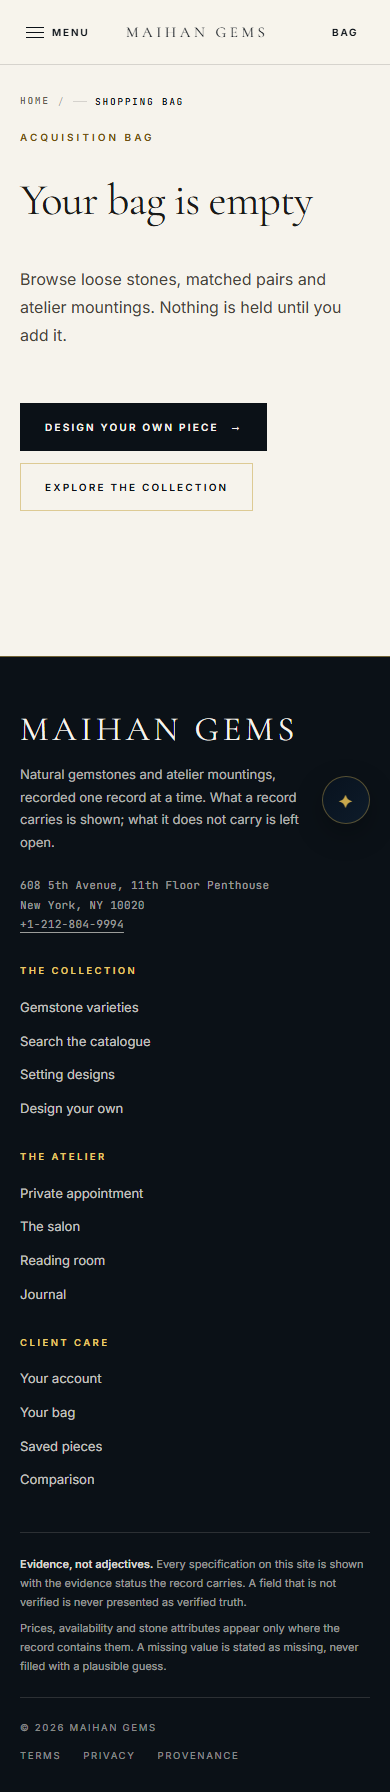 MENU
MAIHAN GEMS
BAG
HOME / — SHOPPING BAG
ACQUISITION BAG
Your bag is empty
Browse loose stones, matched pairs and
atelier mountings. Nothing is held until you
add it.
DESIGN YOUR OWN PIECE →
EXPLORE THE COLLECTION
MAIHAN GEMS
Natural gemstones and atelier mountings,
recorded one record at a time. What a record
carries is shown; what it does not carry is left
open.
608 5th Avenue, 11th Floor Penthouse
New York, NY 10020
+1-212-804-9994
THE COLLECTION
Gemstone varieties
Search the catalogue
Setting designs
Design your own
THE ATELIER
Private appointment
The salon
Reading room
Journal
CLIENT CARE
Your account
Your bag
Saved pieces
Comparison
Evidence, not adjectives. Every specification on this site is shown
with the evidence status the record carries. A field that is not
verified is never presented as verified truth.
Prices, availability and stone attributes appear only where the
record contains them. A missing value is stated as missing, never
filled with a plausible guess.
© 2026 MAIHAN GEMS
TERMS PRIVACY PROVENANCE